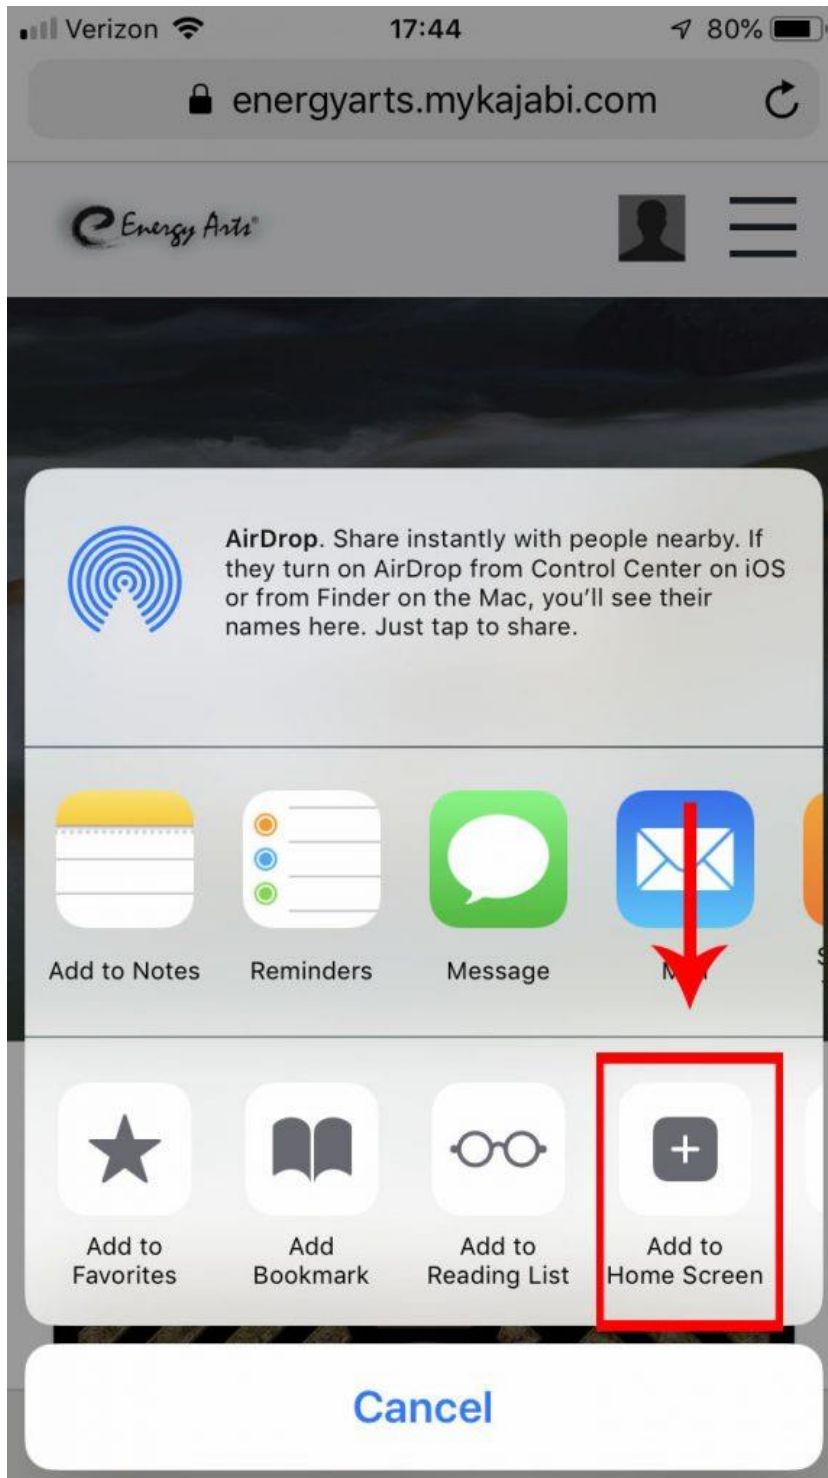 Verizon 17:44 80%
energyarts.mykajabi.com
Energy Arts®
AirDrop. Share instantly with people nearby. If
they turn on AirDrop from Control Center on iOS
or from Finder on the Mac, you'll see their
names here. Just tap to share.
Add to Notes Reminders Message
Add to Add Add to Add to
Favorites Bookmark Reading List Home Screen
Cancel